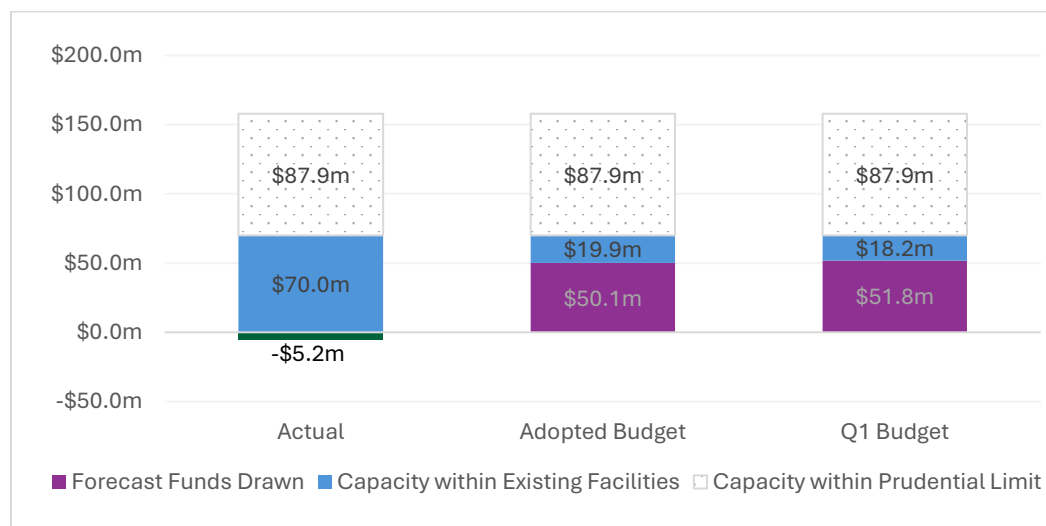 $200.0m
$150.0m
$100.0m
$50.0m
$0.0m
-$50.0m
$87.9m
$87.9m
$87.9m
$70.0m
$19.9m
$18.2m
$50.1m
$51.8m
-$5.2m
Actual
Adopted Budget
Q1 Budget
Forecast Funds Drawn
Capacity within Existing Facilities
Capacity within Prudential Limit